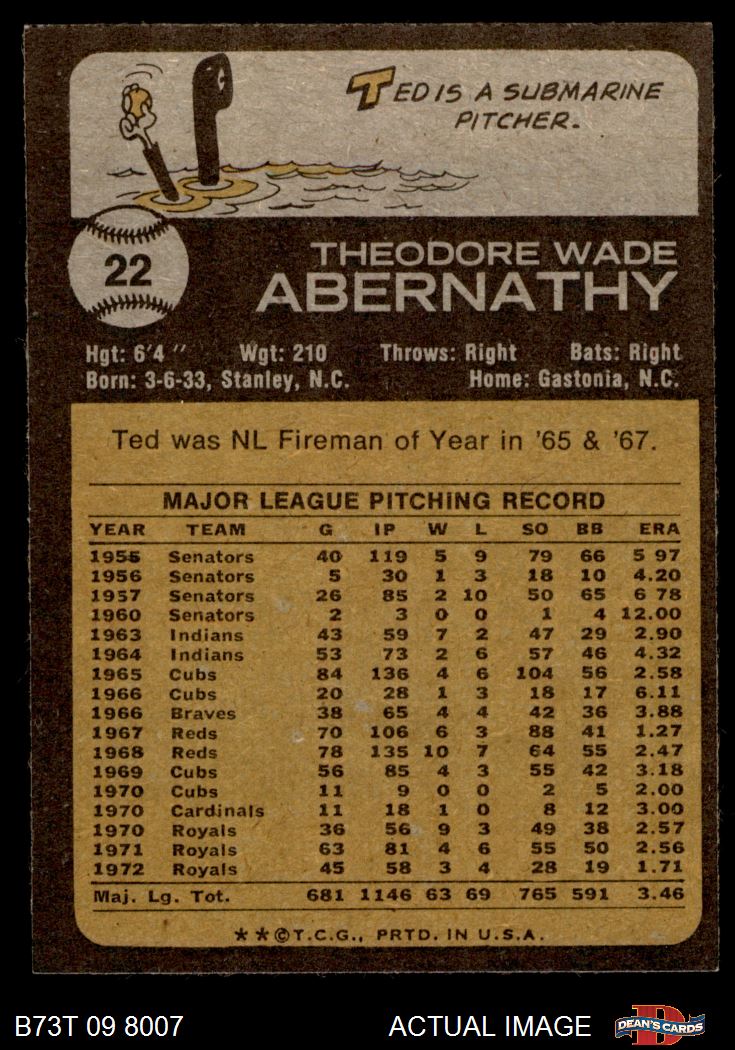 TED IS A SUBMARINE
PITCHER.
22
THEODORE WADE
ABERNATHY
Hgt: 6'4" Wgt: 210 Throws: Right Bats: Right
Born: 3-6-33, Stanley, N.C. Home: Gastonia, N.C.
Ted was NL Fireman of Year in '65 & '67.
MAJOR LEAGUE PITCHING RECORD
YEAR TEAM G IP W L SO BB ERA
1955 Senators 40 119 5 9 79 66 5 97
1956 Senators 5 30 1 3 18 10 4.20
1957 Senators 26 85 2 10 50 65 6 78
1960 Senators 2 3 0 0 1 4 12.00
1963 Indians 43 59 7 2 47 29 2.90
1964 Indians 53 73 2 6 57 46 4.32
1965 Cubs 84 136 4 6 104 56 2.58
1966 Cubs 20 28 1 3 18 17 6.11
1966 Braves 38 65 4 4 42 36 3.88
1967 Reds 70 106 6 3 88 41 1.27
1968 Reds 78 135 10 7 64 55 2.47
1969 Cubs 56 85 4 3 55 42 3.18
1970 Cubs 11 9 0 0 2 5 2.00
1970 Cardinals 11 18 1 0 8 12 3.00
1970 Royals 36 56 9 3 49 38 2.57
1971 Royals 63 81 4 6 55 50 2.56
1972 Royals 45 58 3 4 28 19 1.71
Maj. Lg. Tot. 681 1146 63 69 765 591 3.46
**©T.C.G., PRTD. IN U.S.A.
B73T 09 8007 ACTUAL IMAGE D DEAN'S CARDS